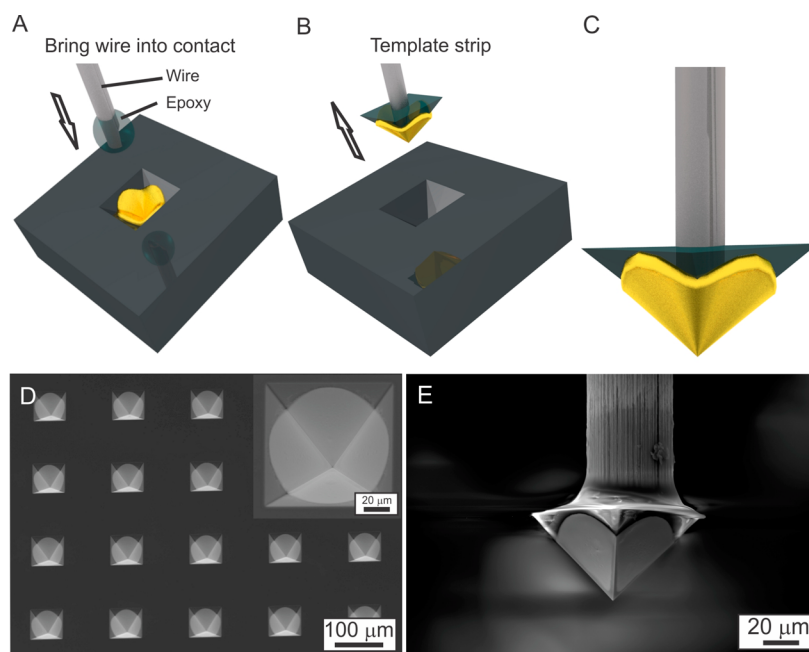 A
Bring wire into contact
Wire
Epoxy
B
Template strip
C
D
20 μm
100 μm
E
20 μm